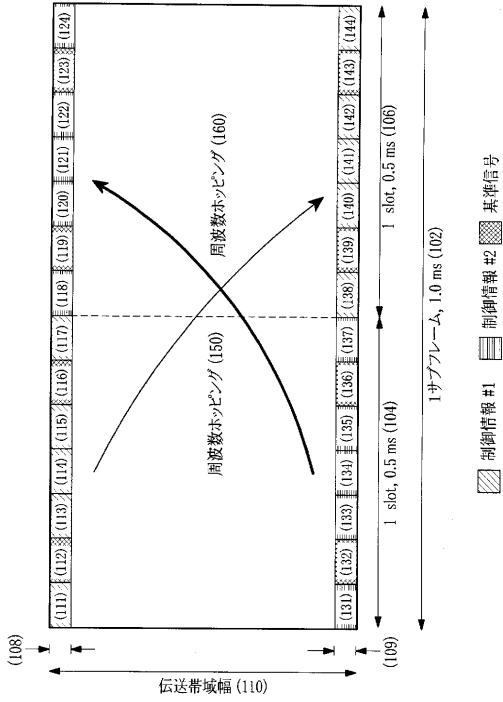 (108)
(111) (112) (113) (114) (115) (116) (117) (118) (119) (120) (121) (122) (123) (124)
伝送帯域幅 (110)
周波数ホッピング (150)
周波数ホッピング (160)
(109)
(131) (132) (133) (134) (135) (136) (137) (138) (139) (140) (141) (142) (143) (144)
1 slot, 0.5 ms (104)
1 slot, 0.5 ms (106)
1サブフレーム, 1.0 ms (102)
制御情報 #1
制御情報 #2
基準信号